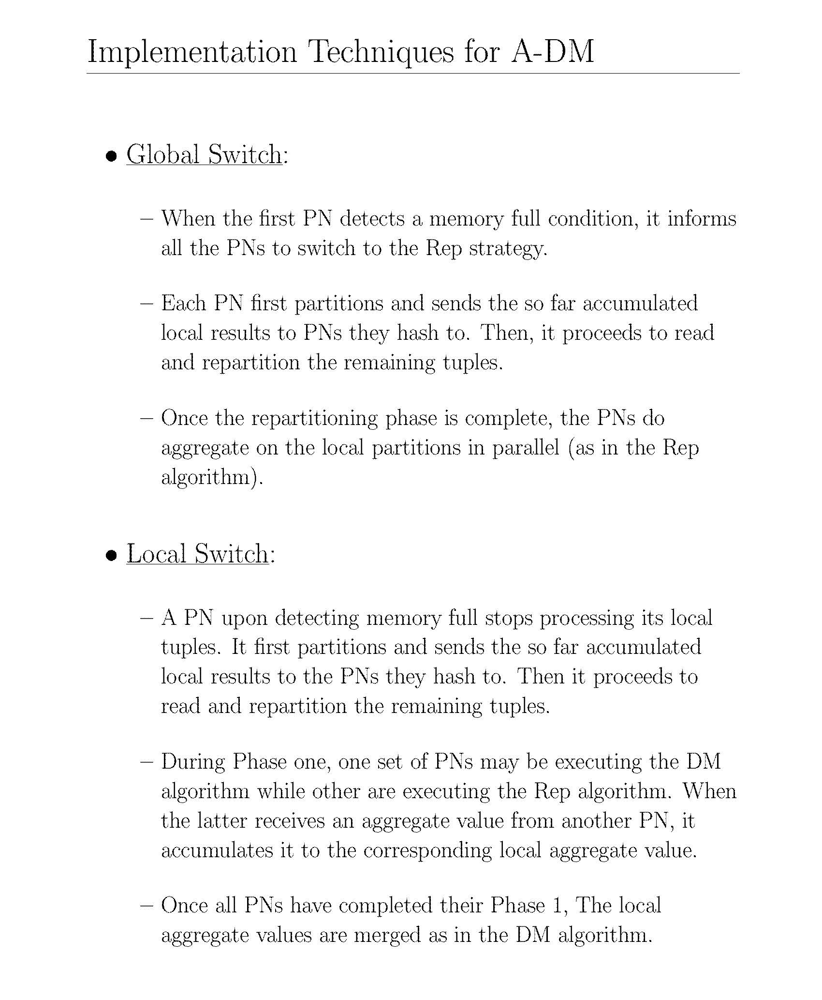 Implementation Techniques for A-DM
• Global Switch:
– When the first PN detects a memory full condition, it informs
all the PNs to switch to the Rep strategy.
– Each PN first partitions and sends the so far accumulated
local results to PNs they hash to. Then, it proceeds to read
and repartition the remaining tuples.
– Once the repartitioning phase is complete, the PNs do
aggregate on the local partitions in parallel (as in the Rep
algorithm).
• Local Switch:
– A PN upon detecting memory full stops processing its local
tuples. It first partitions and sends the so far accumulated
local results to the PNs they hash to. Then it proceeds to
read and repartition the remaining tuples.
– During Phase one, one set of PNs may be executing the DM
algorithm while other are executing the Rep algorithm. When
the latter receives an aggregate value from another PN, it
accumulates it to the corresponding local aggregate value.
– Once all PNs have completed their Phase 1, The local
aggregate values are merged as in the DM algorithm.